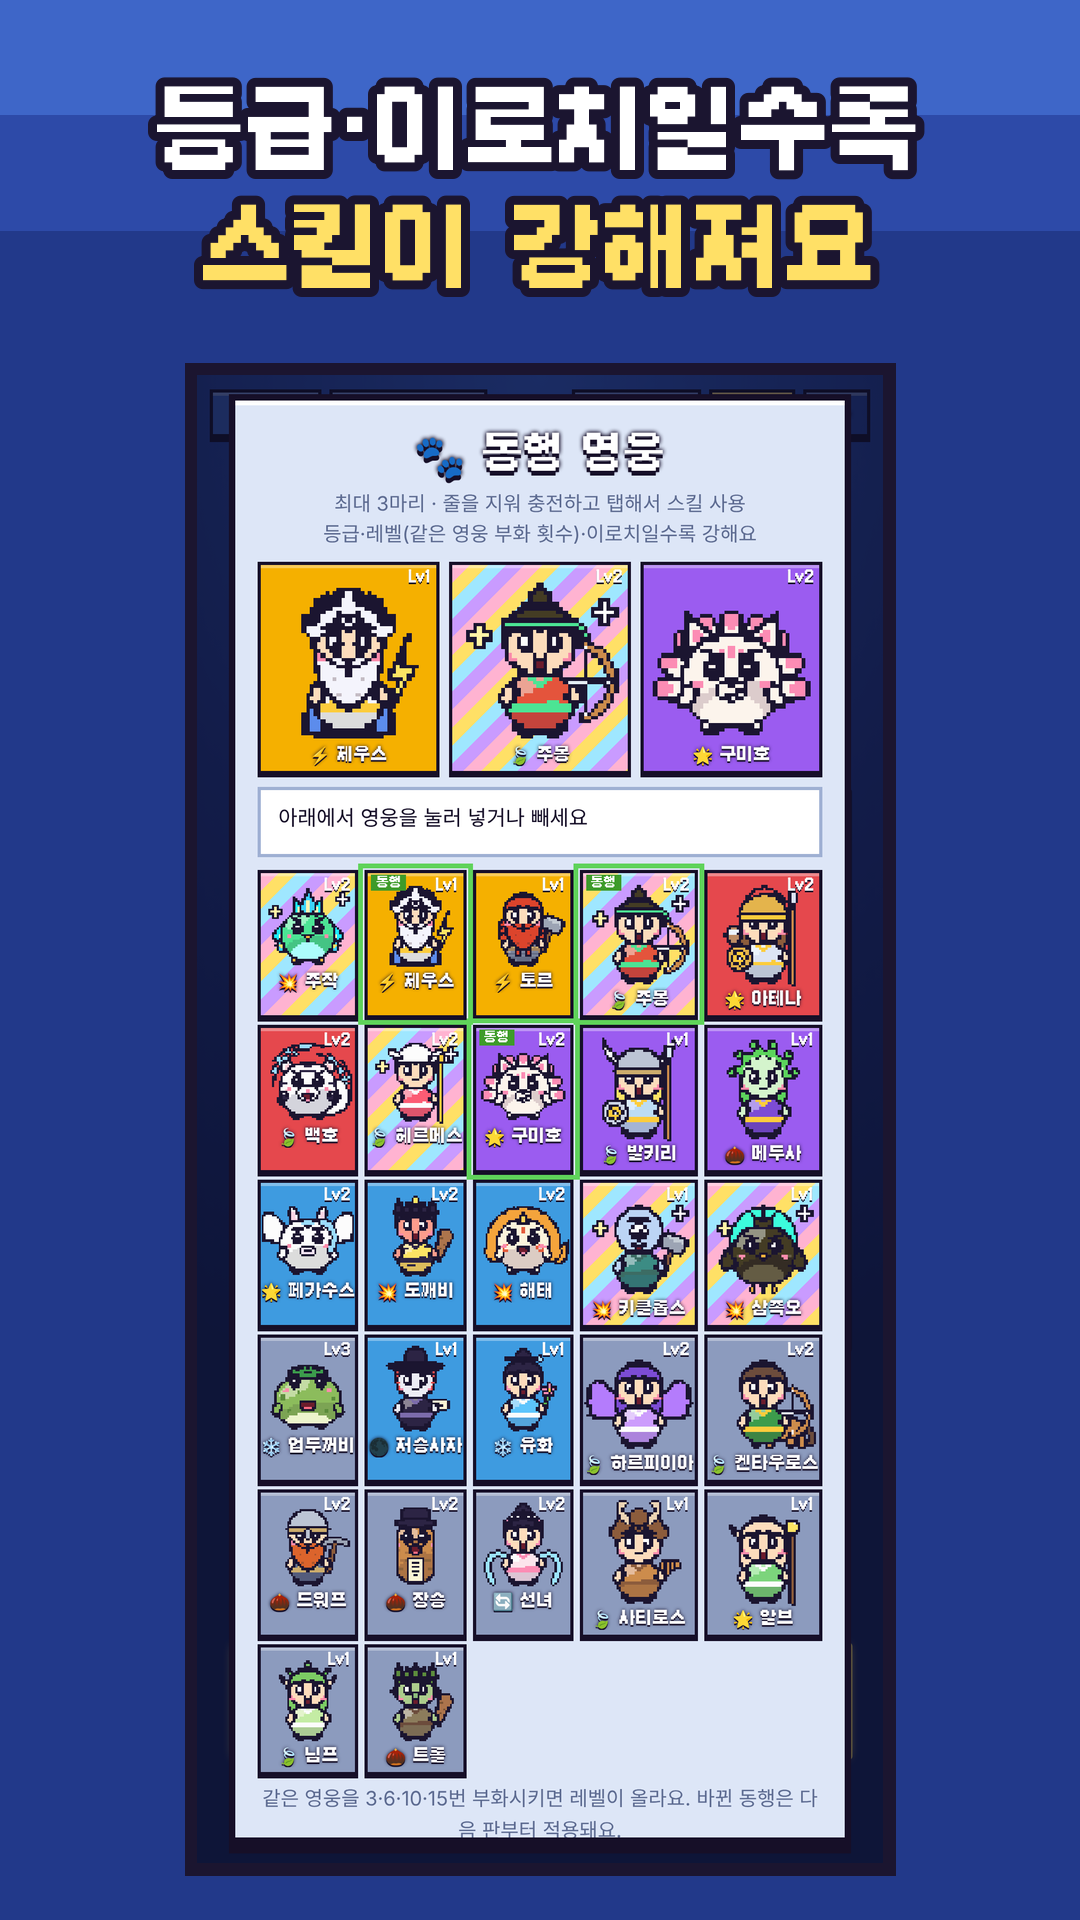 등급·이로치일수록
스킨이 강해져요
동행 영웅
최대 3마리 · 줄을 지워 충전하고 탭해서 스킬 사용
등급·레벨(같은 영웅 부화 횟수)·이로치일수록 강해요
Lv1 Lv2 Lv2
제우스 주몽 구미호
아래에서 영웅을 눌러 넣거나 빼세요
Lv2 동행 Lv1 Lv1 동행 Lv2 Lv2
주작 제우스 토르 주몽 아테나
Lv2 Lv2 동행 Lv2 Lv1 Lv1
백호 헤르메스 구미호 발키리 메두사
Lv2 Lv2 Lv2 Lv1 Lv1
페가수스 도깨비 해태 키클롭스 삼족오
Lv3 Lv1 Lv1 Lv2 Lv2
업두꺼비 저승사자 유화 하르피이아 켄타우로스
Lv2 Lv2 Lv2 Lv1 Lv1
드워프 장승 선녀 사티로스 알브
Lv1 Lv1
님프 트롤
같은 영웅을 3·6·10·15번 부화시키면 레벨이 올라요. 바뀐 동행은 다
음 판부터 적용돼요.